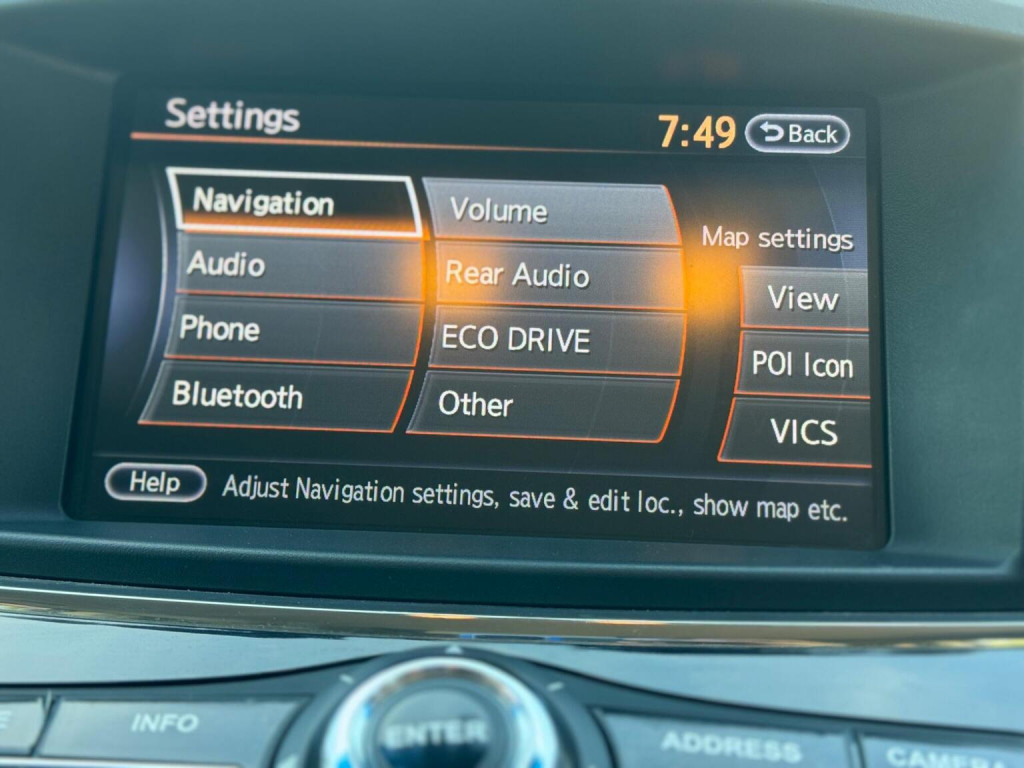 Settings
7:49
Back
Navigation
Volume
Map settings
Audio
Rear Audio
View
Phone
ECO DRIVE
POI Icon
Bluetooth
Other
VICS
Help
Adjust Navigation settings, save & edit loc., show map etc.
INFO
ENTER
ADDRESS
CAMERA